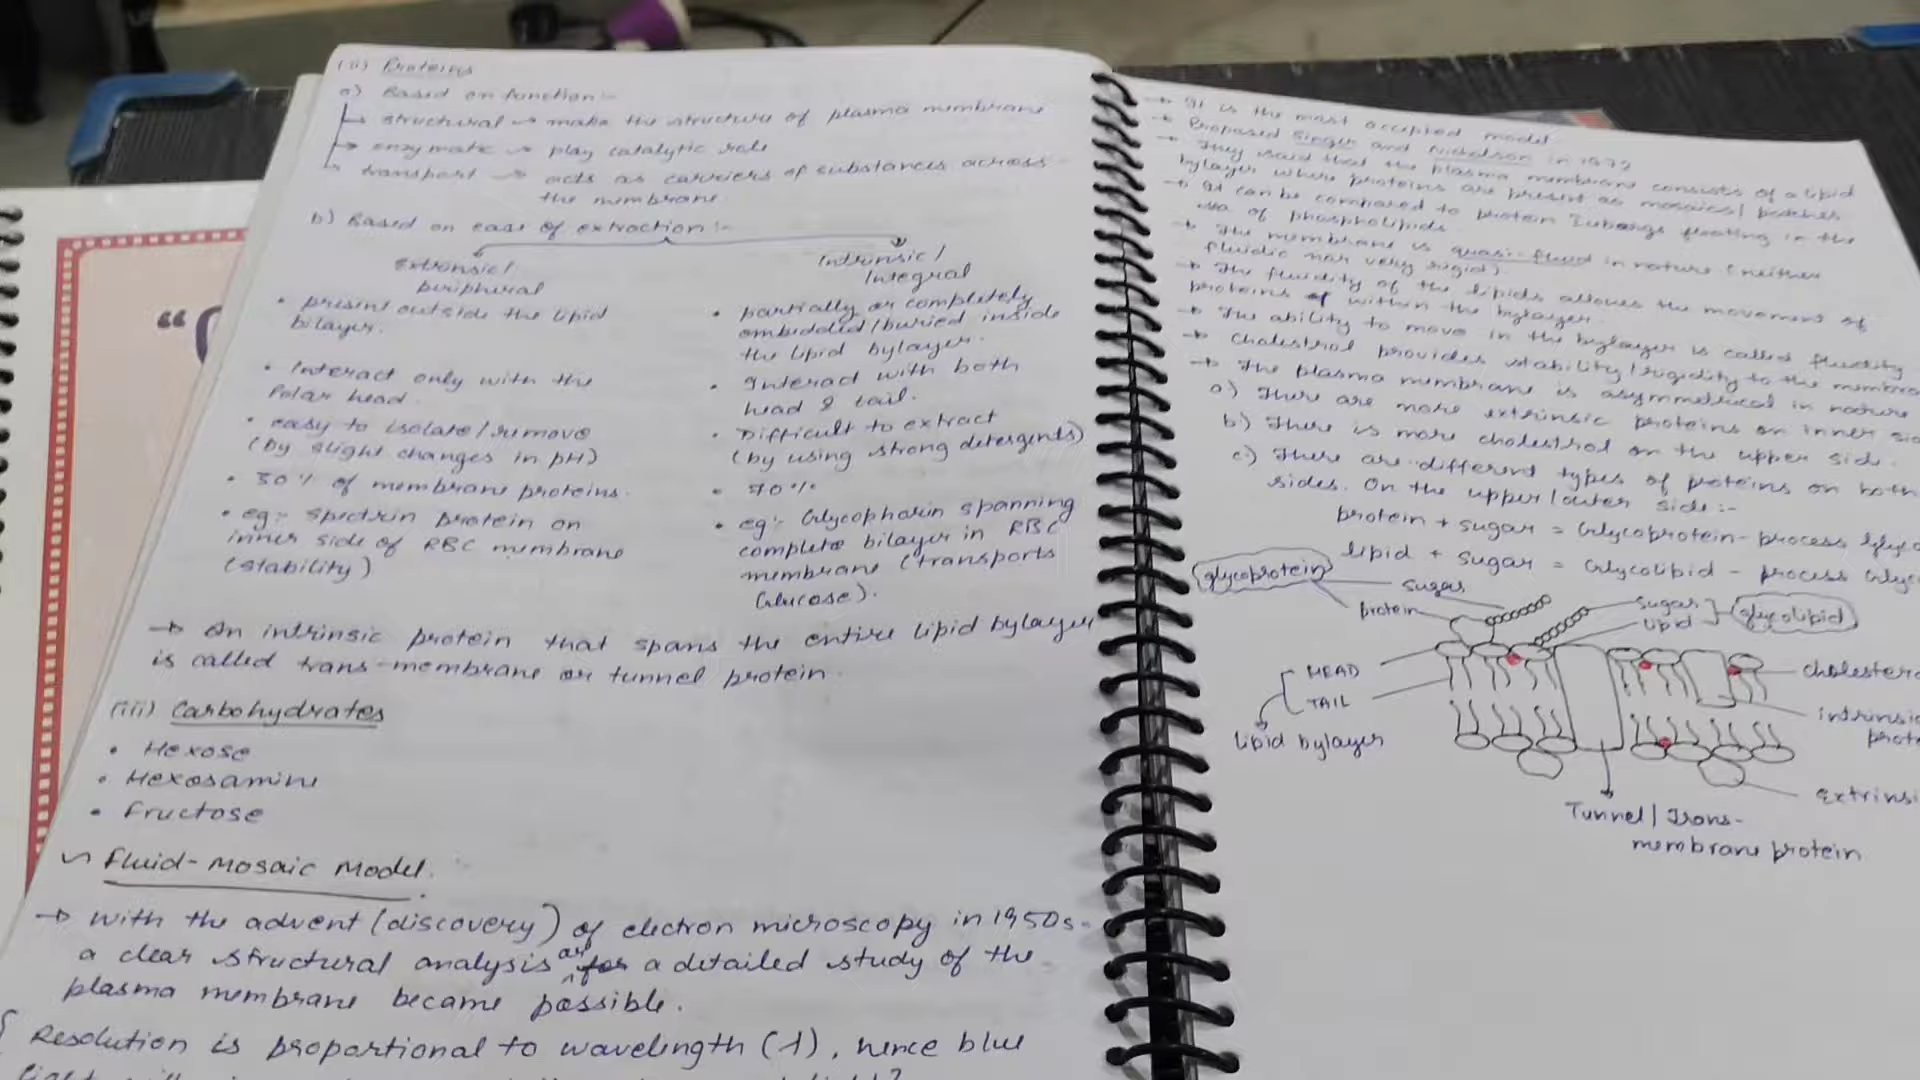 (ii) Proteins
a) Based on function:-
structural → make the structure of plasma membrane
enzymatic → play catalytic role
transport → acts as carriers of substances across
the membrane
b) Based on ease of extraction:-
Extrinsic/
peripheral
• present outside the lipid
bilayer.
• Interact only with the
Polar head.
• easy to isolate/remove
(by slight changes in pH)
• 30% of membrane proteins.
• eg:- spectrin protein on
inner side of RBC membrane
(stability)
Intrinsic/
Integral
• partially or completely
embedded/buried inside
the lipid bylayer.
• Interact with both
head & tail.
• Difficult to extract
(by using strong detergents)
• 70%
• eg:- Glycophorin spanning
complete bilayer in RBC
membrane (transports
Glucose).
→ An intrinsic protein that spans the entire lipid bylayer
is called trans-membrane or tunnel protein.
(iii) Carbohydrates
• Hexose
• Hexosamine
• Fructose
Fluid-Mosaic Model.
→ with the advent (discovery) of electron microscopy in 1950s
a clear structural analysis a detailed study of the
plasma membrane became possible.
Resolution is proportional to wavelength (λ), hence blue
→ It is the most accepted model.
→ Proposed Singer and Nicholson in 1972
→ They said that the plasma membrane consists of a lipid
bylayer where proteins are present as mosaics/patches
→ It can be compared to protein Icebergs floating in the
sea of phospholipids.
→ The membrane is quasi-fluid in nature (neither
fluidic nor very rigid).
→ The fluidity of the lipids allows the movement of
proteins within the bylayer.
→ The ability to move in the bylayer is called fluidity
→ Cholestrol provides stability/rigidity to the
→ The plasma membrane is asymmetrical in nature
a) There are more extrinsic proteins on inner
b) There is more cholestrol on the upper side.
c) There are different types of proteins on both
sides. On the upper/outer side:-
protein + sugar = Glycoprotein - process
lipid + sugar = Glycolipid - process
glycoprotein
sugar
protein
sugar
lipid
glycolipid
HEAD
TAIL
lipid bylayer
Tunnel/Trans-
membrane protein